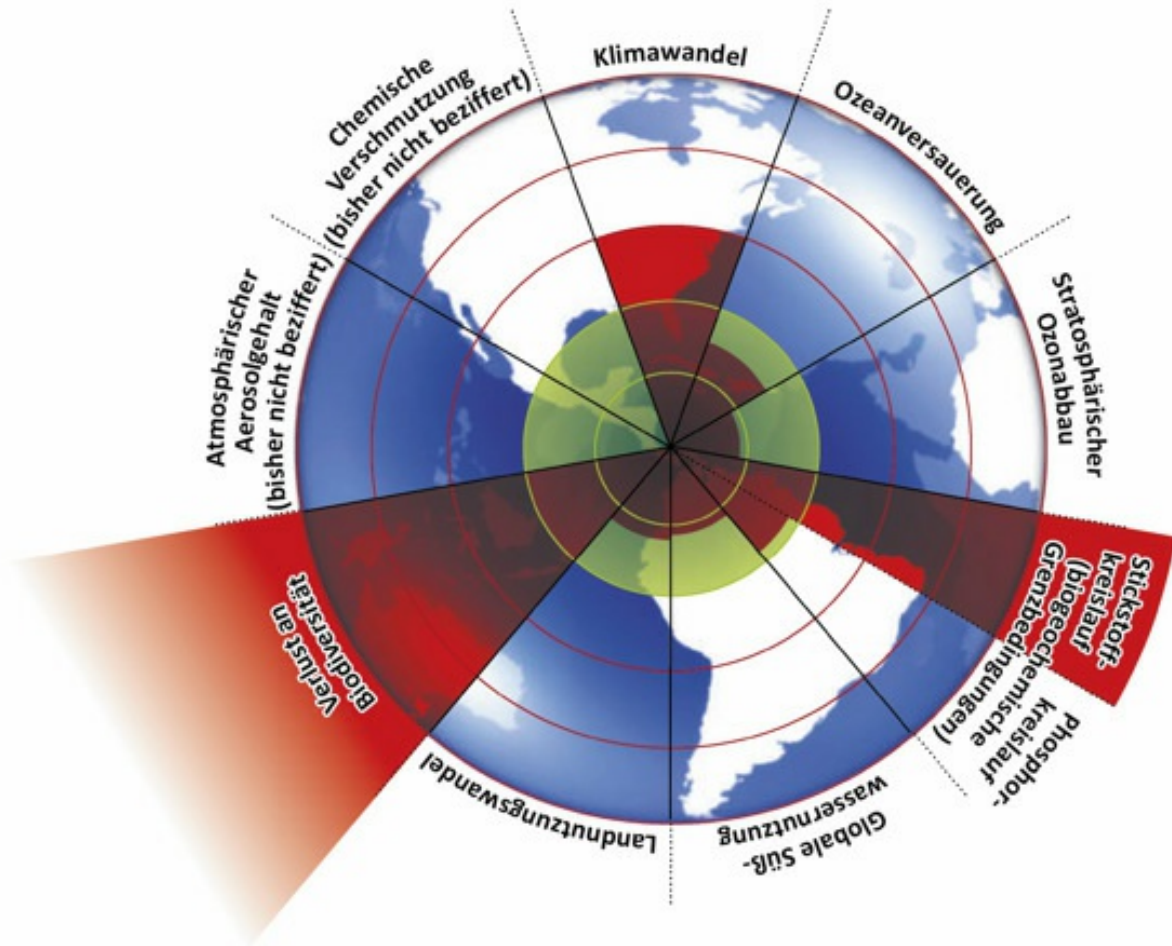 Klimawandel
Ozeanversauerung
Stratosphärischer
Ozonabbau
Stickstoff-
kreislauf
(biogeochemische
Grenzbedingungen)
Phosphor-
kreislauf
Globale Süß-
wassernutzung
Landnutzungswandel
Verlust an
Biodiversität
Atmosphärischer
Aerosolgehalt
(bisher nicht beziffert)
Chemische
Verschmutzung
(bisher nicht beziffert)